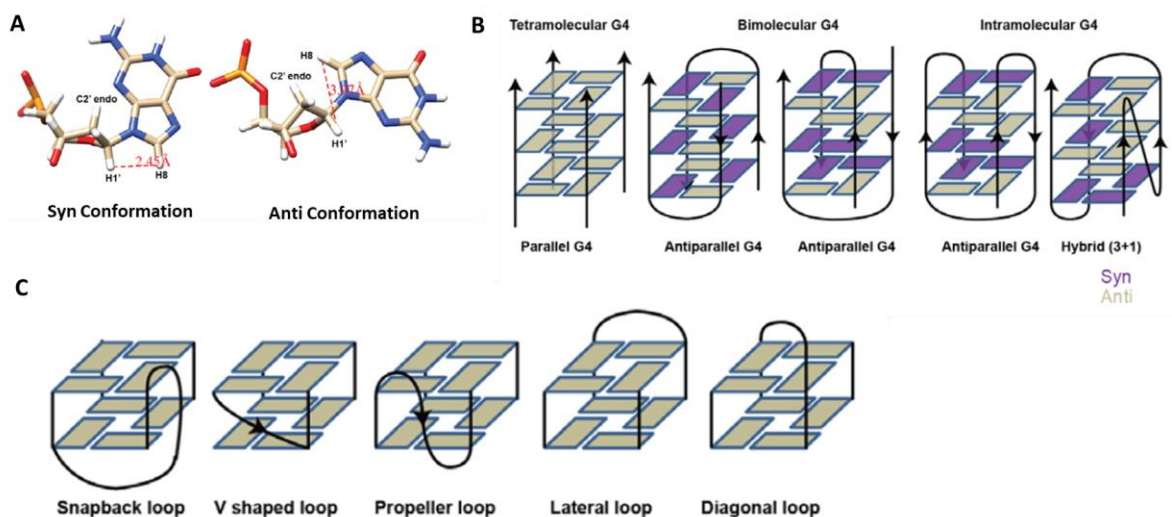 A
H8
C2' endo
3.77Å
H1'
C2' endo
2.45Å
H1'
H8
Syn Conformation
Anti Conformation
B
Tetramolecular G4
Bimolecular G4
Intramolecular G4
Parallel G4
Antiparallel G4
Antiparallel G4
Antiparallel G4
Hybrid (3+1)
Syn
Anti
C
Snapback loop
V shaped loop
Propeller loop
Lateral loop
Diagonal loop